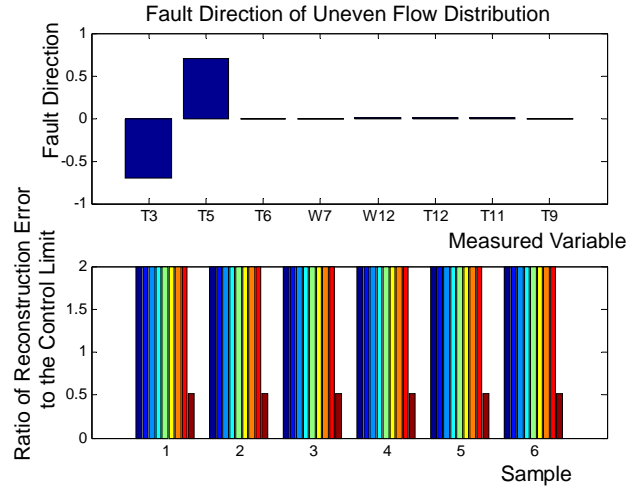 Fault Direction of Uneven Flow Distribution
Fault Direction
1
0.5
0
-0.5
-1
T3 T5 T6 W7 W12 T12 T11 T9
Measured Variable
Ratio of Reconstruction Error
to the Control Limit
2
1.5
1
0.5
0
1 2 3 4 5 6
Sample